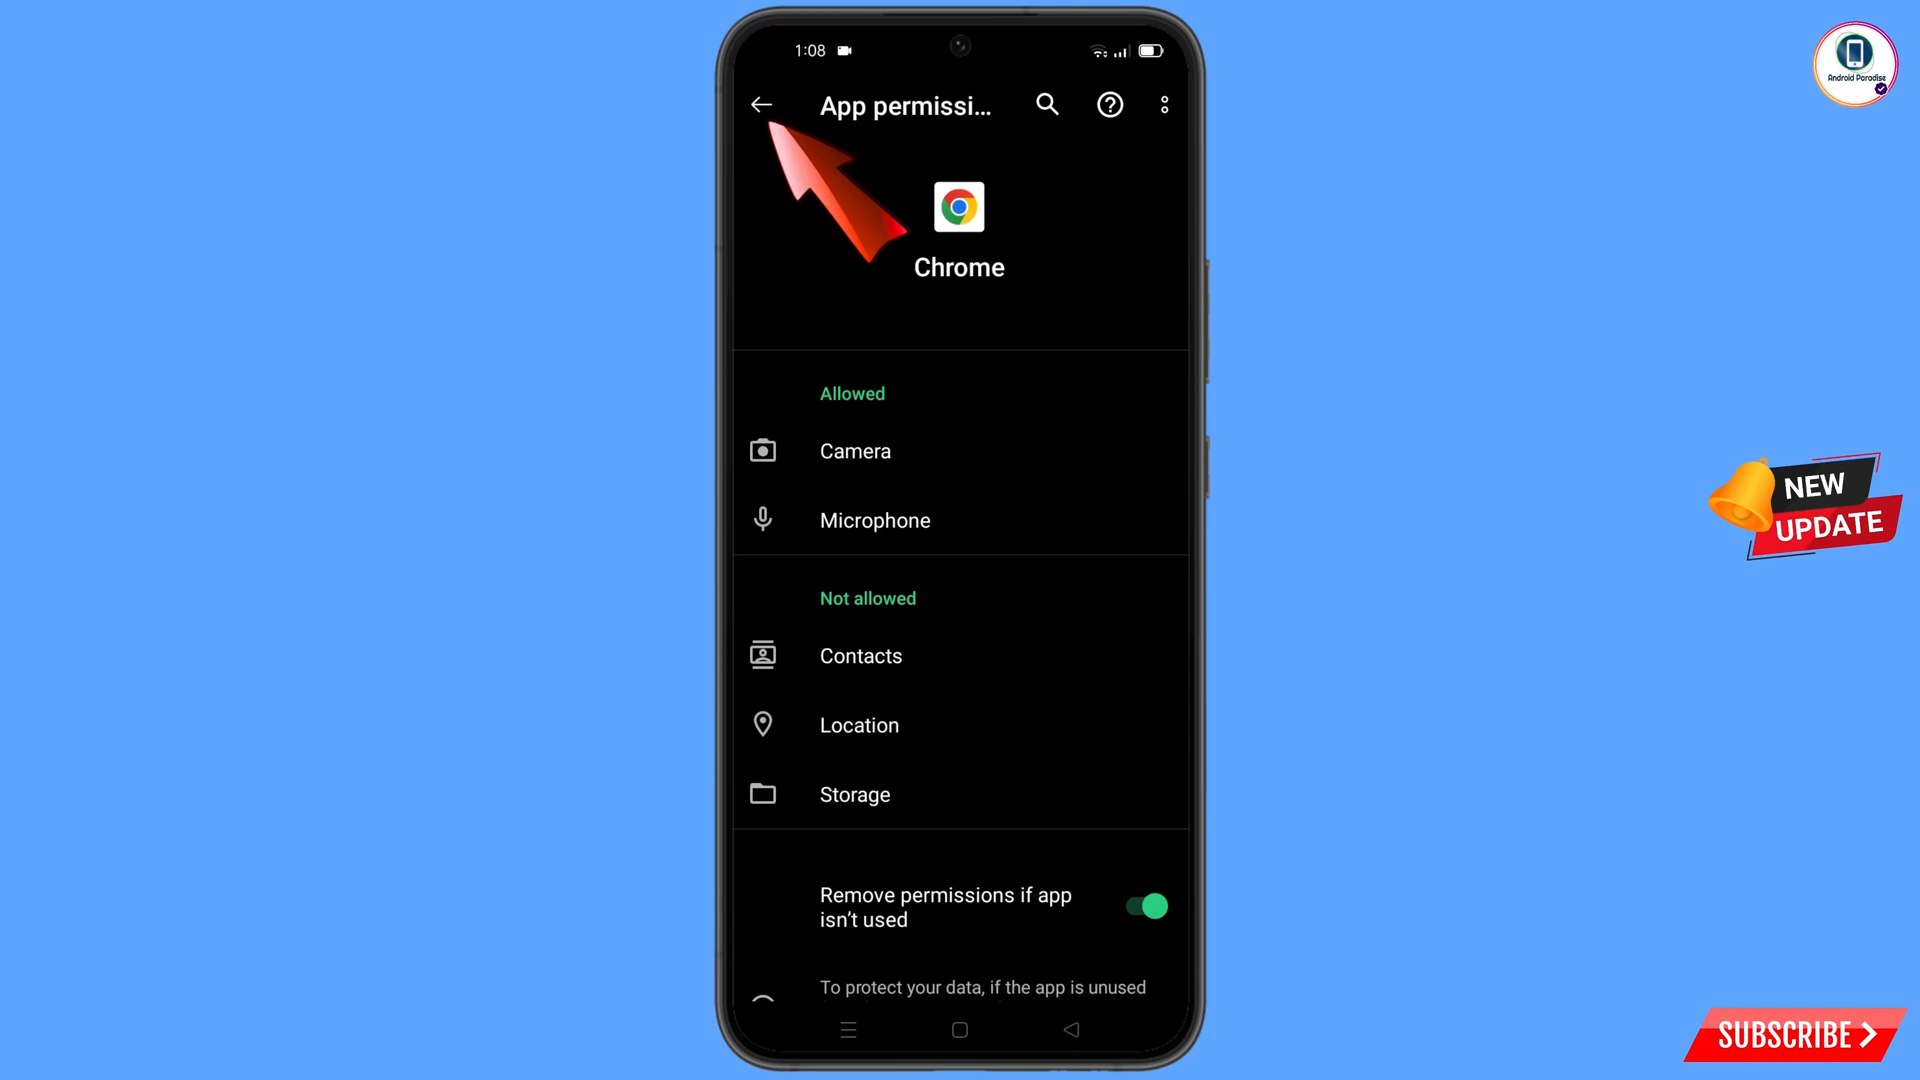 1:08
App permissi...
Chrome
Allowed
Camera
Microphone
Not allowed
Contacts
Location
Storage
Remove permissions if app
isn't used
To protect your data, if the app is unused
Android Paradise
NEW
UPDATE
SUBSCRIBE